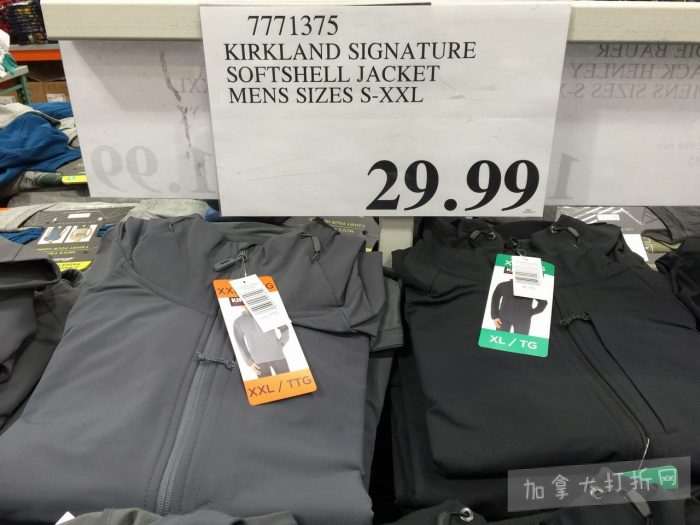 7771375
KIRKLAND SIGNATURE
SOFTSHELL JACKET
MENS SIZES S-XXL
29.99
XXL / TTG
XL / TG
加拿大打折网